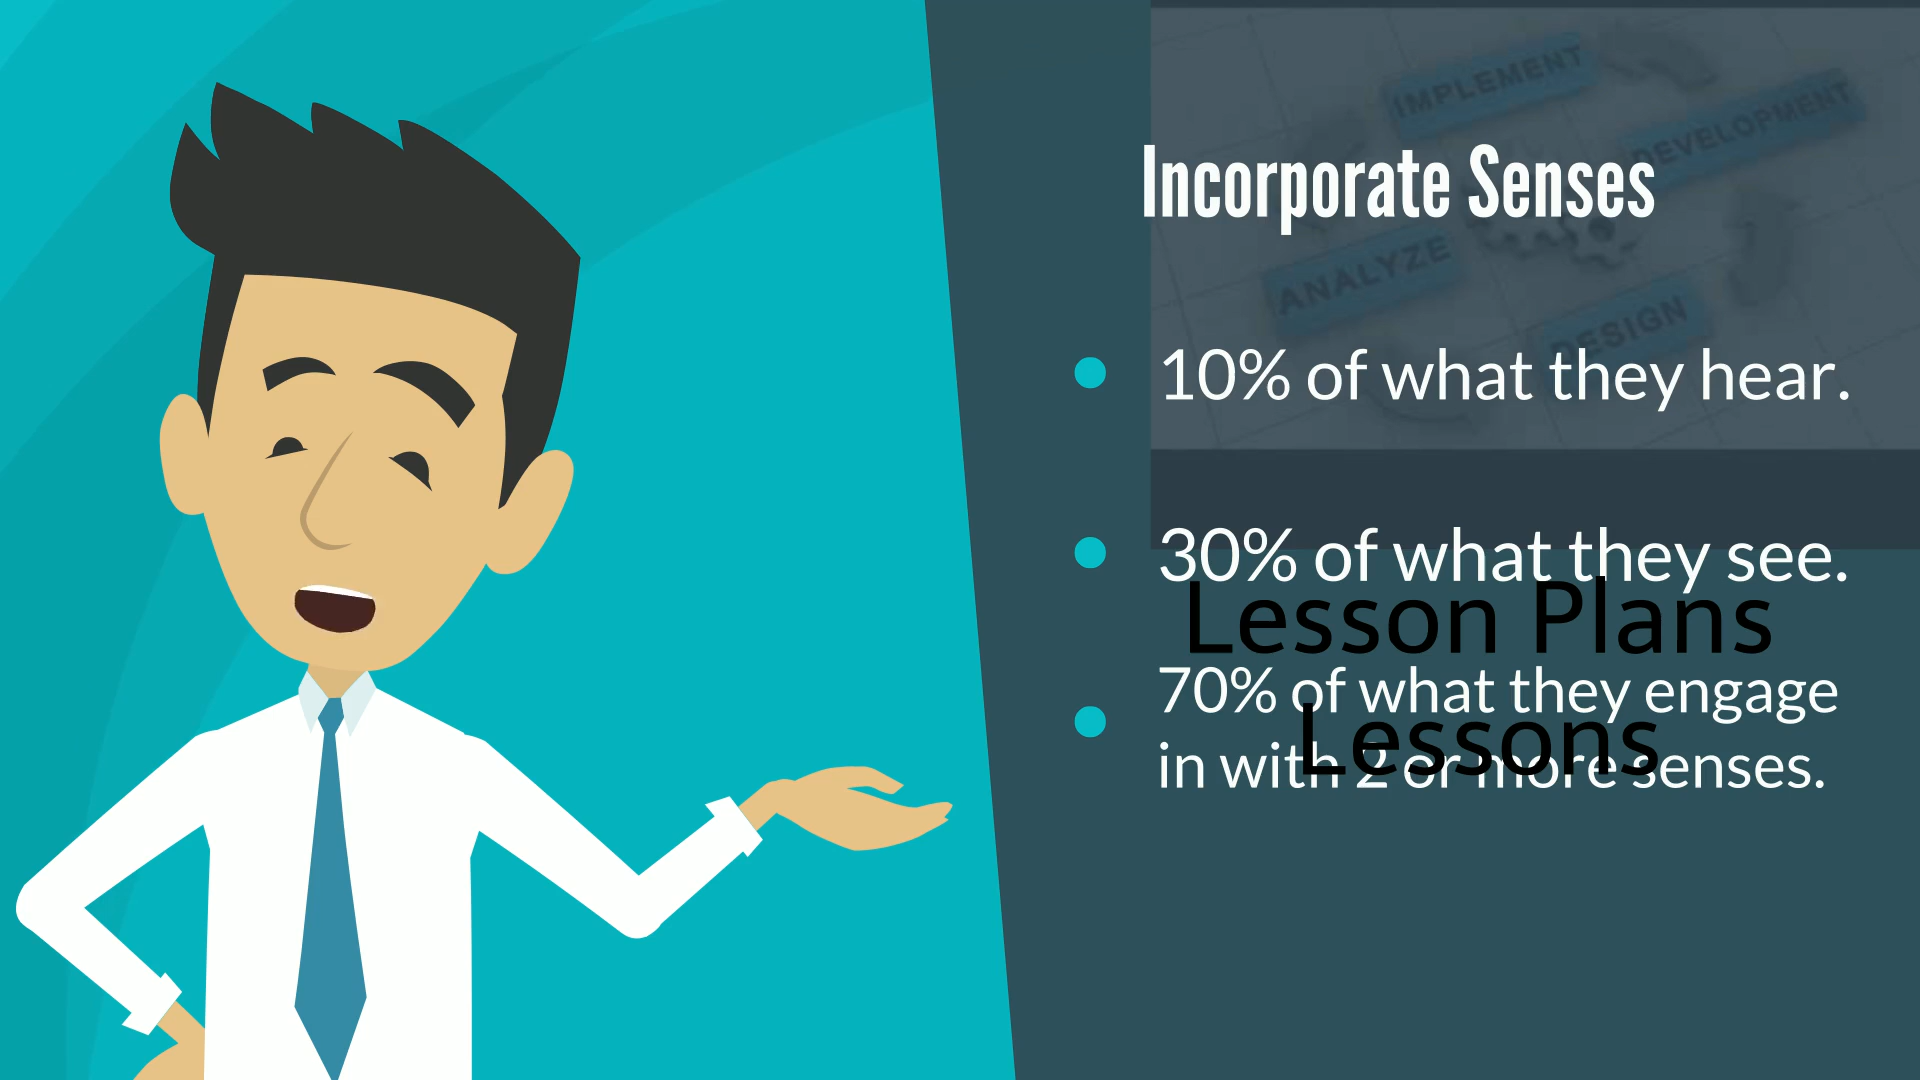 IMPLEMENT
DEVELOPMENT
Incorporate Senses
ANALYZE
DESIGN
10% of what they hear.
30% of what they see.
Lesson Plans
70% of what they engage
Lessons
in with 2 or more senses.